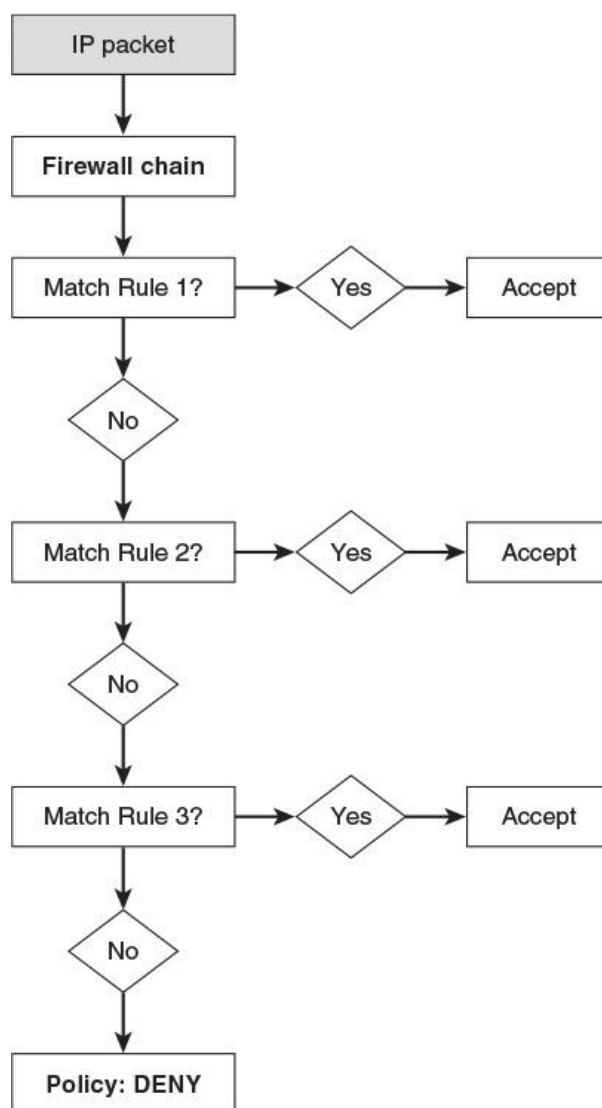 IP packet
Firewall chain
Match Rule 1?
Yes
Accept
No
Match Rule 2?
Yes
Accept
No
Match Rule 3?
Yes
Accept
No
Policy: DENY